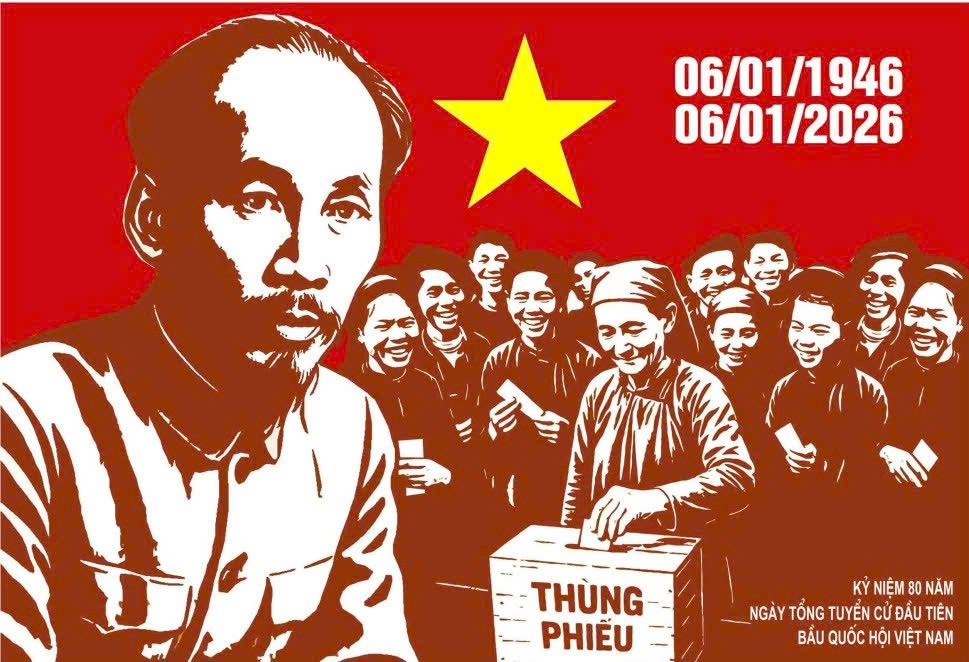 06/01/1946
06/01/2026
THÙNG
PHIẾU
KỶ NIỆM 80 NĂM
NGÀY TỔNG TUYỂN CỬ ĐẦU TIÊN
BẦU QUỐC HỘI VIỆT NAM